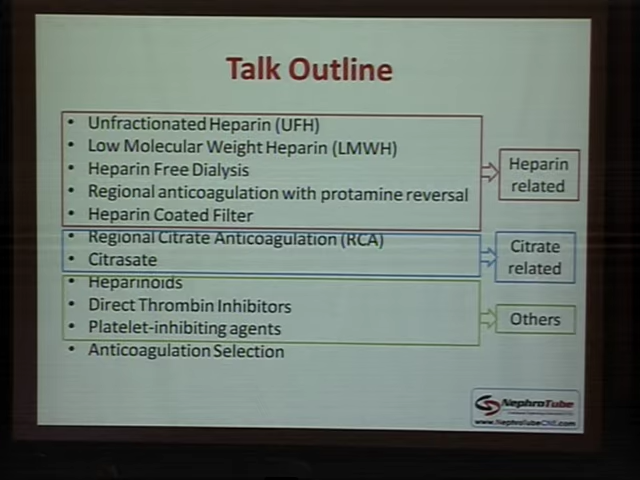 Talk Outline
• Unfractionated Heparin (UFH)
• Low Molecular Weight Heparin (LMWH)
• Heparin Free Dialysis
• Regional anticoagulation with protamine reversal
• Heparin Coated Filter
Heparin
related
• Regional Citrate Anticoagulation (RCA)
• Citrasate
Citrate
related
• Heparinoids
• Direct Thrombin Inhibitors
• Platelet-inhibiting agents
Others
• Anticoagulation Selection
NephroTube
www.NephroTubeCNE.com